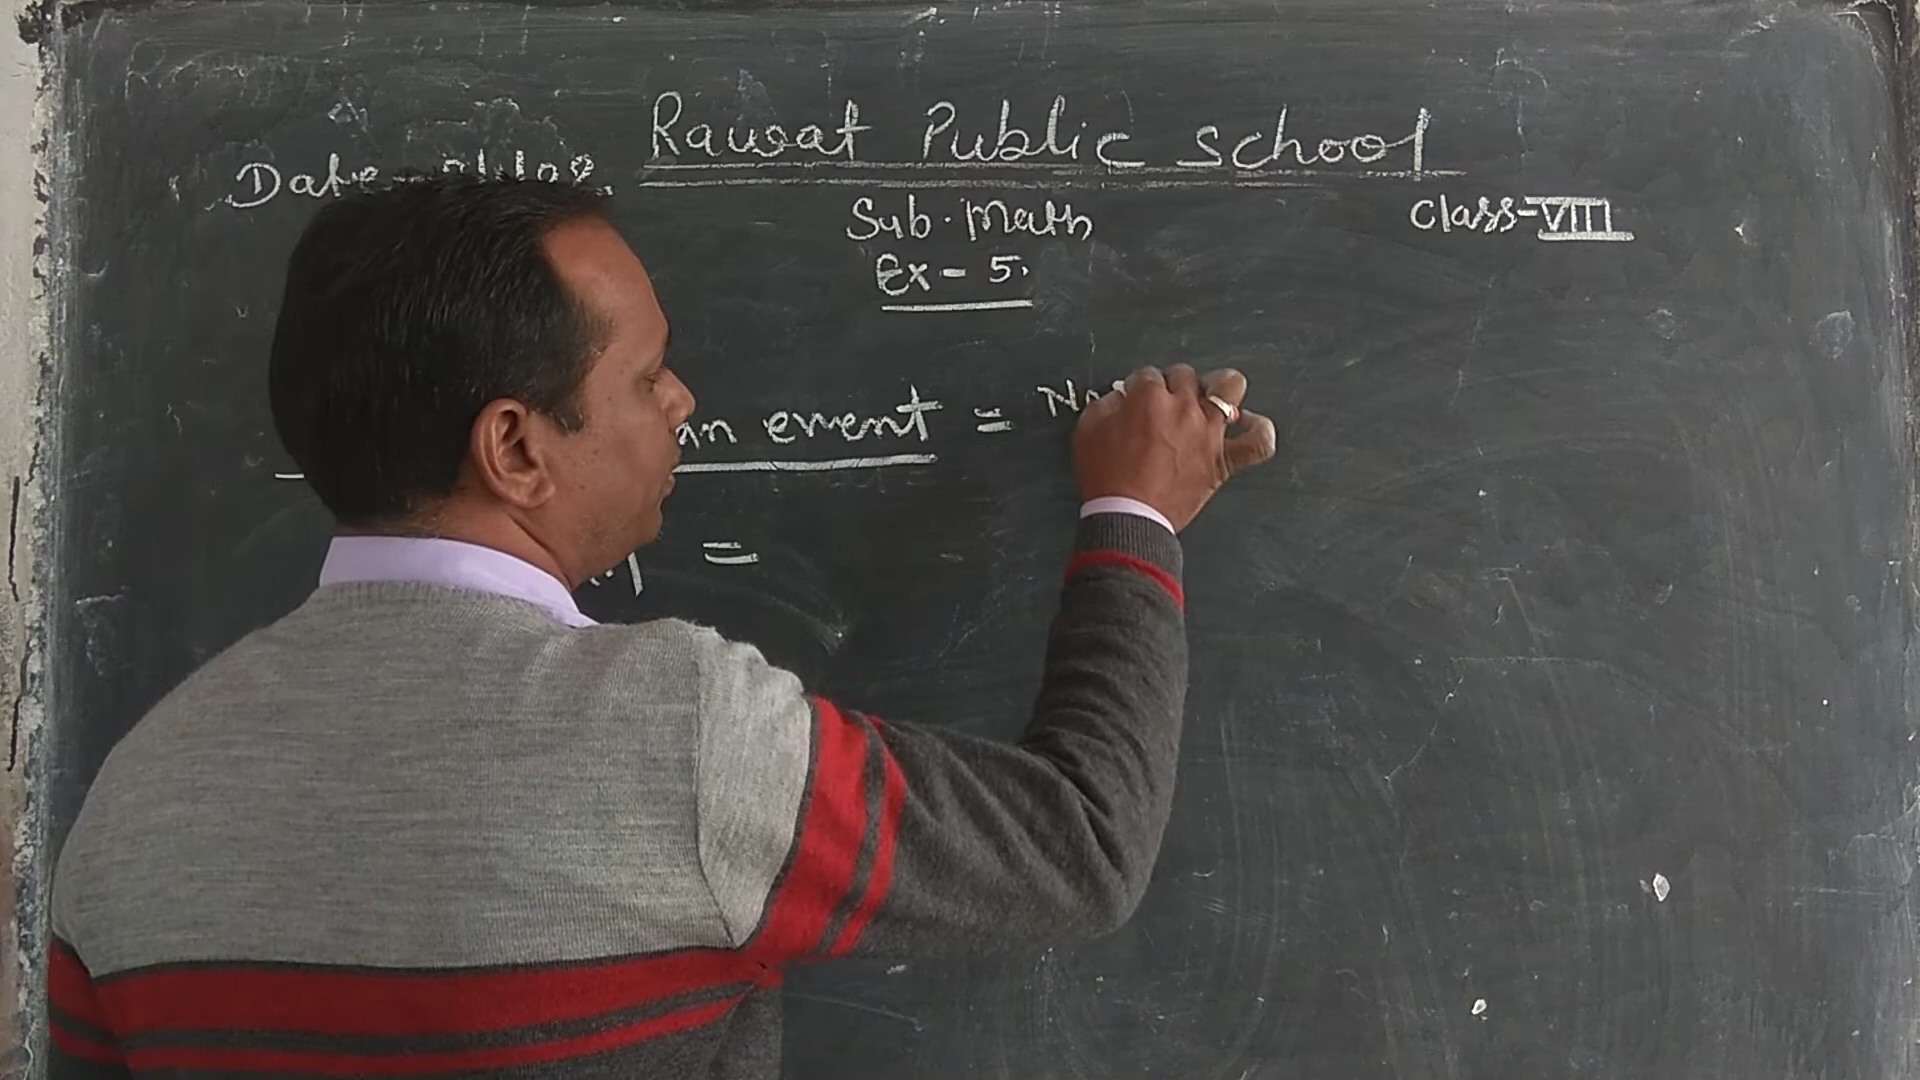 Rawat Public School
Date
Sub. Math
Class-VIII
Ex - 5.
an event =
=